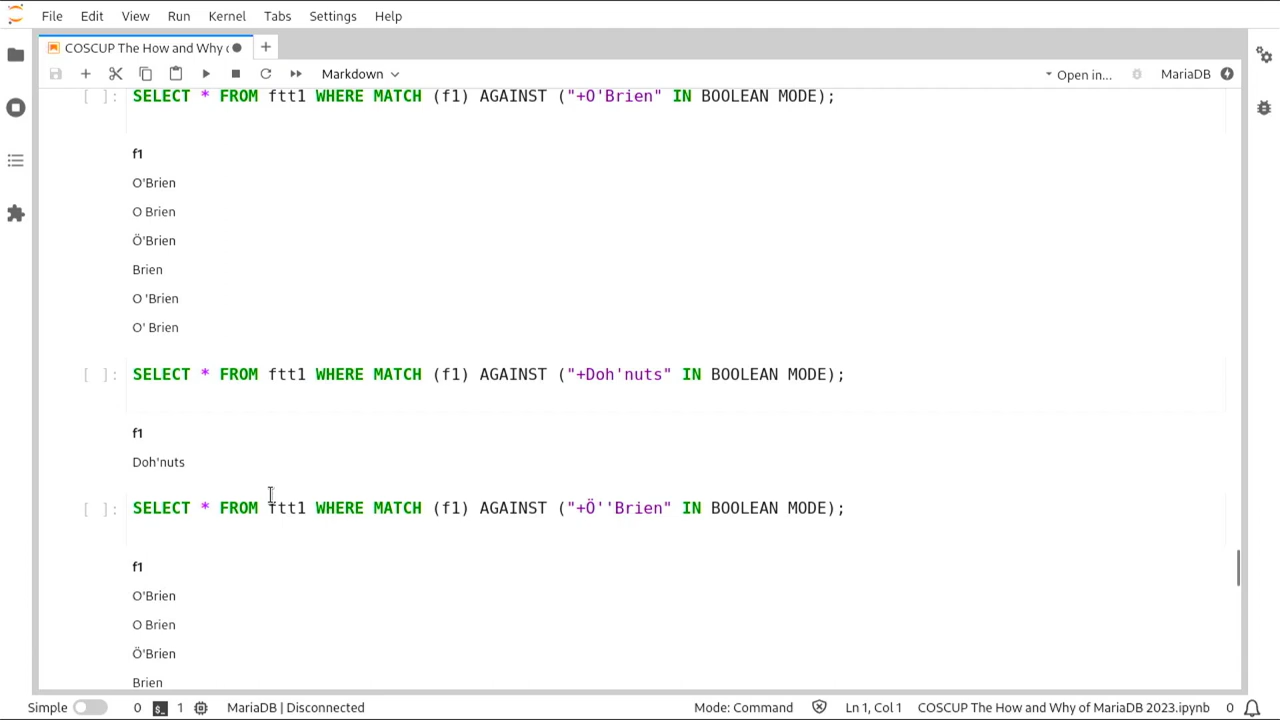 File Edit View Run Kernel Tabs Settings Help
COSCUP The How and Why
Markdown Open in... MariaDB
[ ]: SELECT * FROM ftt1 WHERE MATCH (f1) AGAINST ("+O'Brien" IN BOOLEAN MODE);
f1
O'Brien
O Brien
Ö'Brien
Brien
O 'Brien
O' Brien
[ ]: SELECT * FROM ftt1 WHERE MATCH (f1) AGAINST ("+Doh'nuts" IN BOOLEAN MODE);
f1
Doh'nuts
[ ]: SELECT * FROM ftt1 WHERE MATCH (f1) AGAINST ("+Ö''Brien" IN BOOLEAN MODE);
f1
O'Brien
O Brien
Ö'Brien
Brien
Simple 0 1 MariaDB | Disconnected Mode: Command Ln 1, Col 1 COSCUP The How and Why of MariaDB 2023.ipynb 0